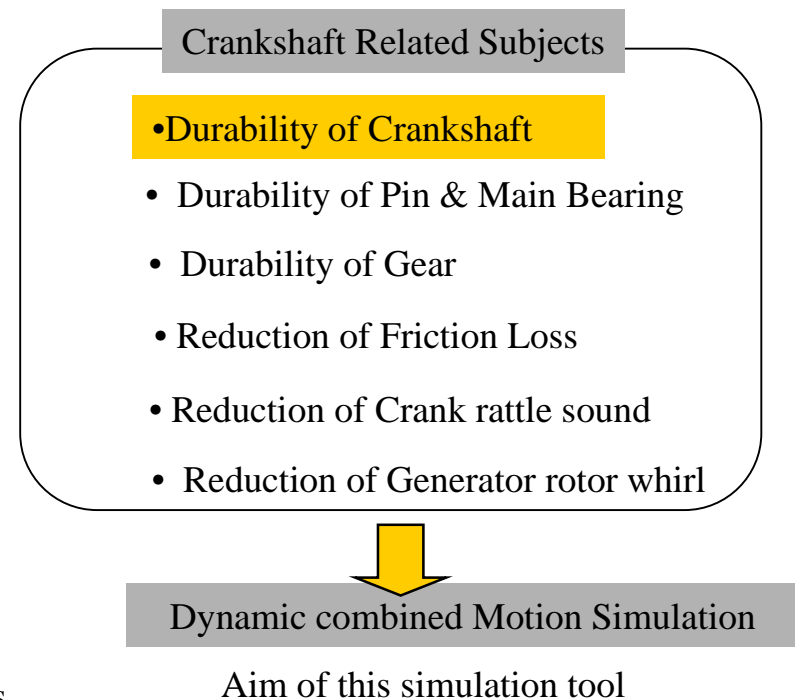 Crankshaft Related Subjects
•Durability of Crankshaft
• Durability of Pin & Main Bearing
• Durability of Gear
• Reduction of Friction Loss
• Reduction of Crank rattle sound
• Reduction of Generator rotor whirl
Dynamic combined Motion Simulation
Aim of this simulation tool